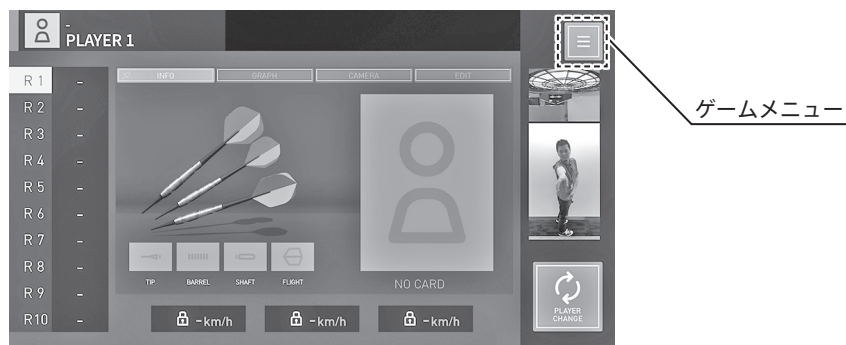 -
PLAYER 1
ゲームメニュー
INFO
GRAPH
CAMERA
EDIT
R 1 -
R 2 -
R 3 -
R 4 -
R 5 -
R 6 -
R 7 -
R 8 -
R 9 -
R10 -
TIP
BARREL
SHAFT
FLIGHT
NO CARD
-km/h
-km/h
-km/h
PLAYER
CHANGE